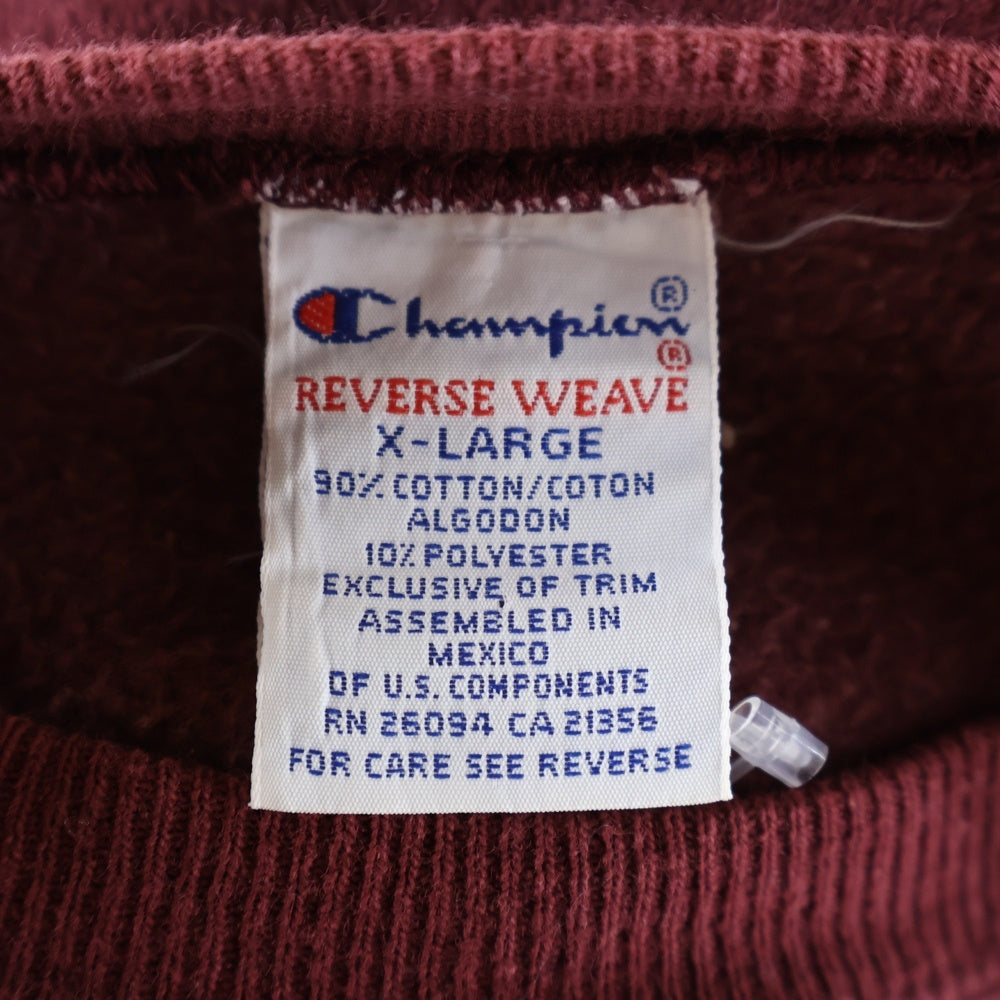 Champion®
REVERSE WEAVE®
X-LARGE
90% COTTON/COTON
ALGODON
10% POLYESTER
EXCLUSIVE OF TRIM
ASSEMBLED IN
MEXICO
OF U.S. COMPONENTS
RN 26094 CA 21356
FOR CARE SEE REVERSE